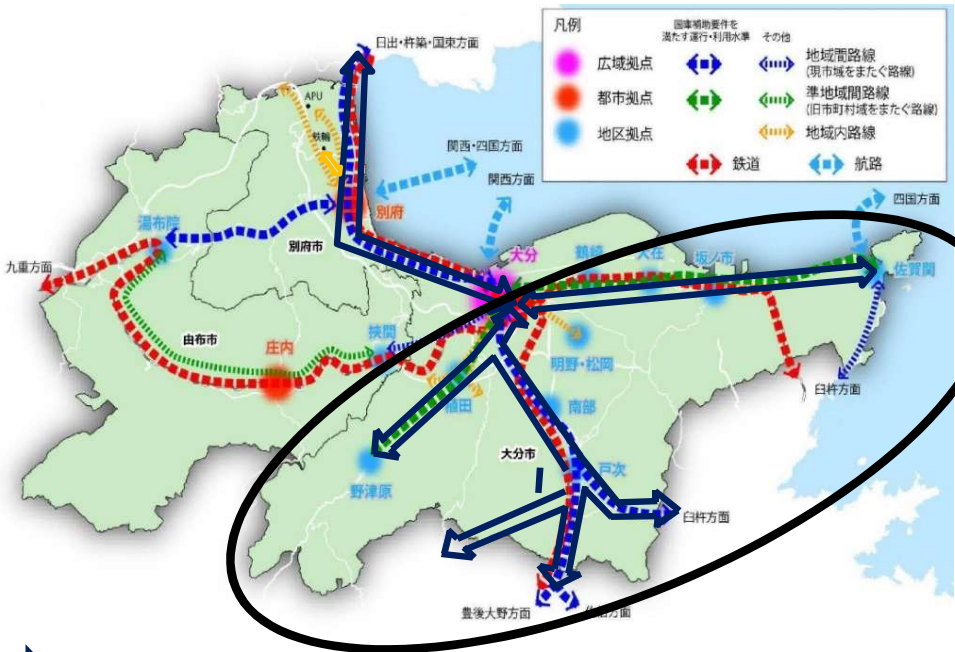 凡例
国庫補助要件を
満たす運行・利用水準
その他
広域拠点
地域間路線
(現市域をまたぐ路線)
都市拠点
準地域間路線
(旧市町村域をまたぐ路線)
地区拠点
地域内路線
鉄道
航路
日出・杵築・国東方面
APU
鉄輪
関西・四国方面
関西方面
四国方面
湯布院
別府
別府市
大分
鶴崎
大在
坂ノ市
佐賀関
九重方面
由布市
挾間
庄内
明野・松岡
臼杵方面
稙田
南部
大分市
戸次
野津原
臼杵方面
豊後大野方面